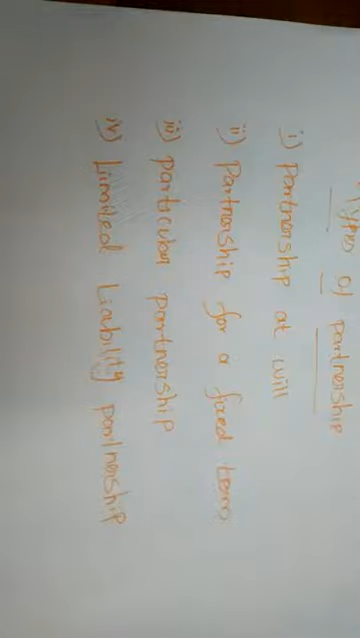 Types of partnership
i) Partnership at will
ii) Partnership for a fixed term
iii) particular partnership
iv) Limited Liability partnership